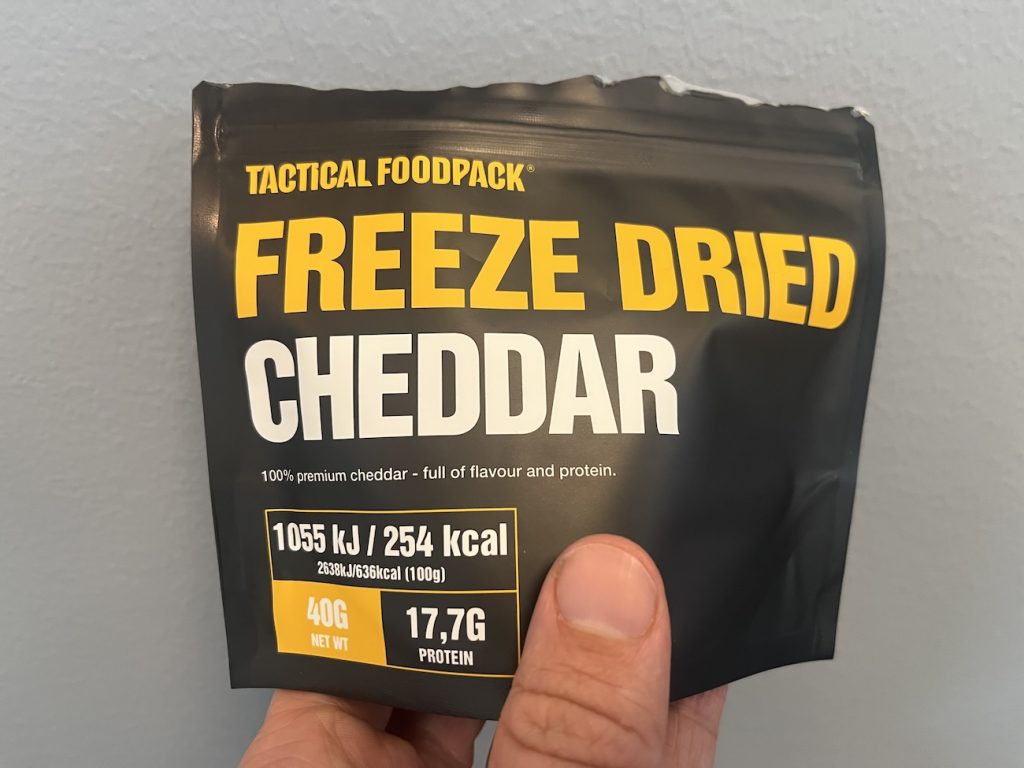 TACTICAL FOODPACK®
FREEZE DRIED
CHEDDAR
100% premium cheddar - full of flavour and protein.
1055 kJ / 254 kcal
2638kJ/636kcal (100g)
40G
NET WT
17,7G
PROTEIN